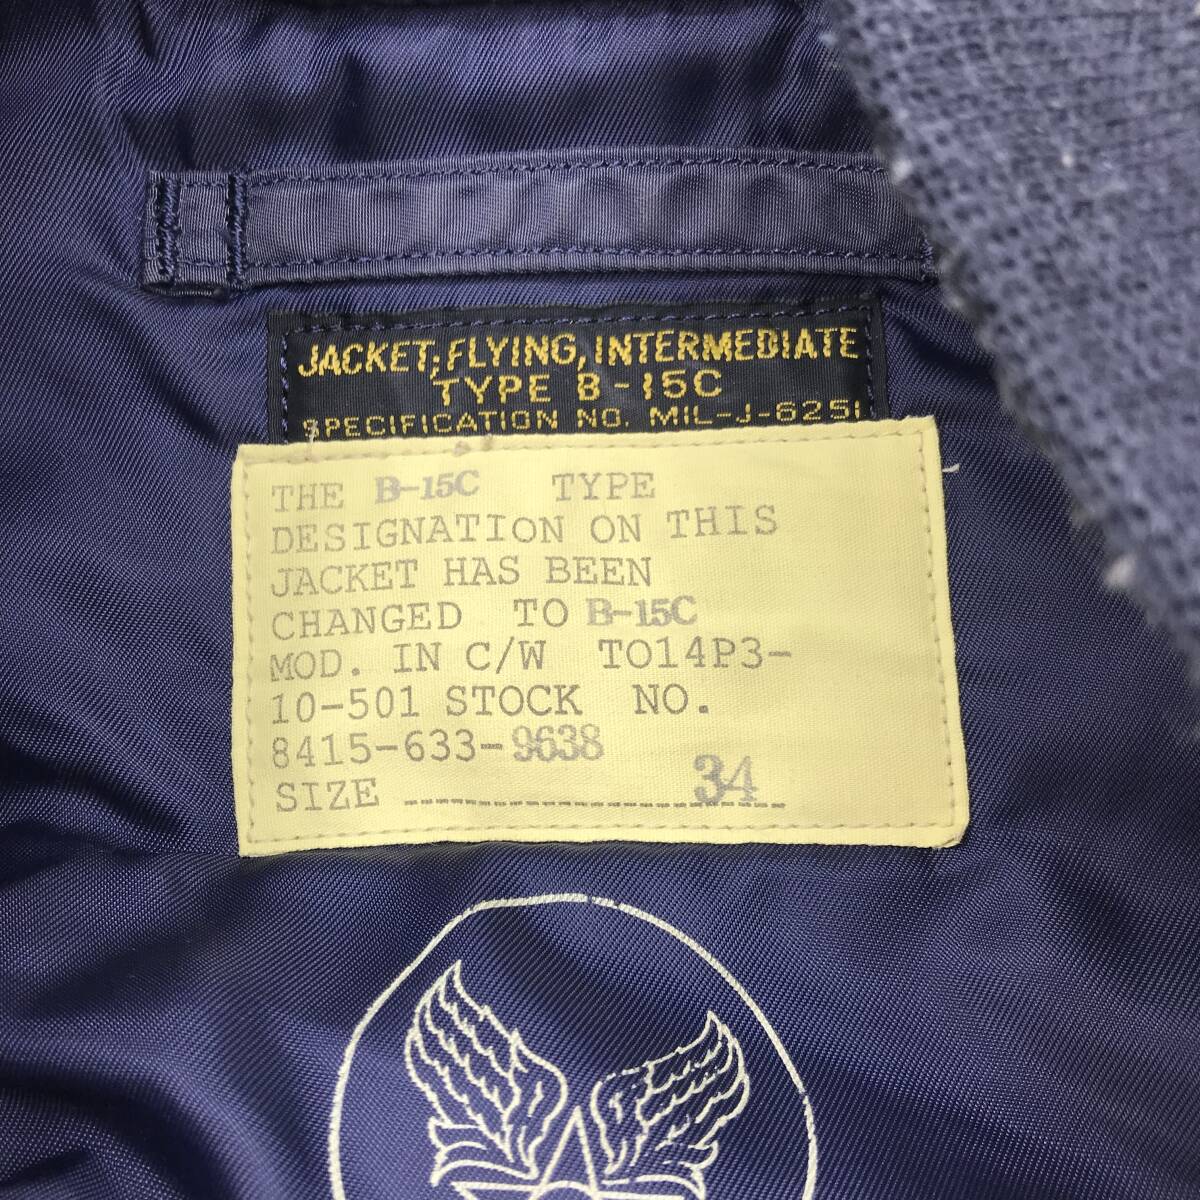 JACKET; FLYING, INTERMEDIATE
TYPE B-15C
SPECIFICATION NO. MIL-J-6251
THE B-15C TYPE
DESIGNATION ON THIS
JACKET HAS BEEN
CHANGED TO B-15C
MOD. IN C/W TO14P3-
10-501 STOCK NO.
8415-633-9638
SIZE 34